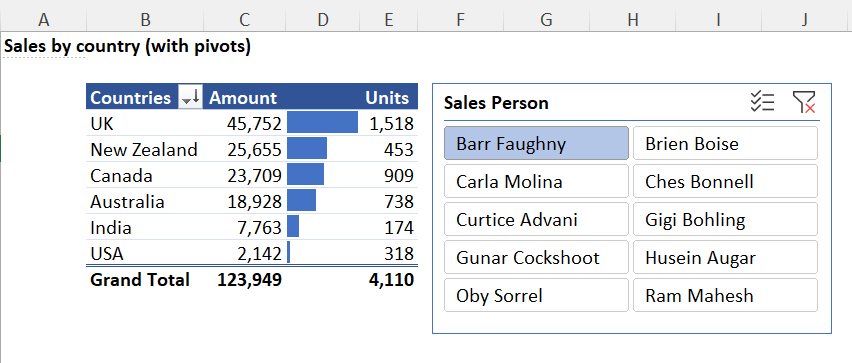 A B C D E F G H I J
Sales by country (with pivots)
Countries Amount Units
UK 45,752 1,518
New Zealand 25,655 453
Canada 23,709 909
Australia 18,928 738
India 7,763 174
USA 2,142 318
Grand Total 123,949 4,110
Sales Person
Barr Faughny Brien Boise
Carla Molina Ches Bonnell
Curtice Advani Gigi Bohling
Gunar Cockshoot Husein Augar
Oby Sorrel Ram Mahesh